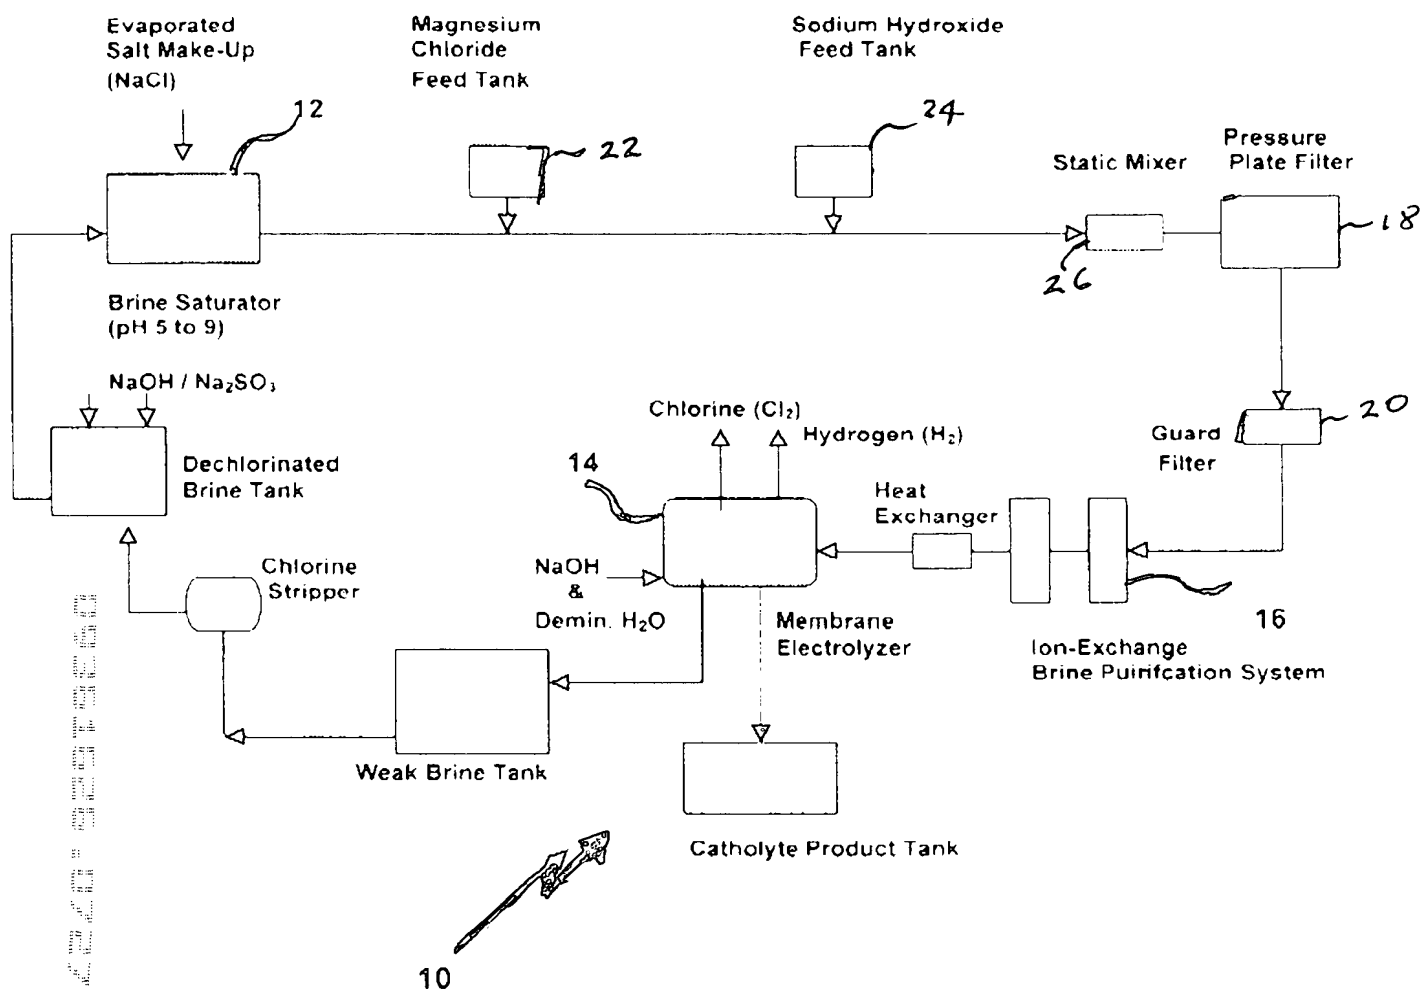 Evaporated
Salt Make-Up
(NaCl)
12
Magnesium
Chloride
Feed Tank
22
Sodium Hydroxide
Feed Tank
24
Static Mixer
26
Pressure
Plate Filter
18
Brine Saturator
(pH 5 to 9)
NaOH / Na₂SO₃
Dechlorinated
Brine Tank
Chlorine (Cl₂)
Hydrogen (H₂)
14
Guard
Filter
20
Heat
Exchanger
Chlorine
Stripper
NaOH
&
Demin. H₂O
Membrane
Electrolyzer
16
Ion-Exchange
Brine Puirifcation System
Weak Brine Tank
Catholyte Product Tank
10